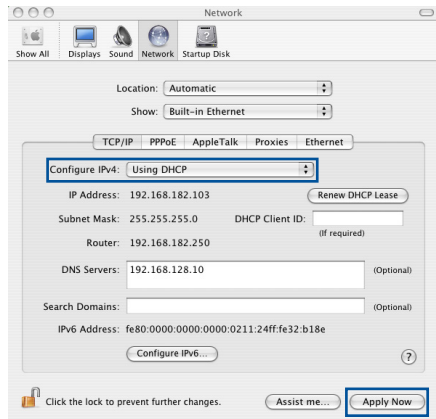 Network
Show All Displays Sound Network Startup Disk
Location: Automatic
Show: Built-in Ethernet
TCP/IP PPPoE AppleTalk Proxies Ethernet
Configure IPv4: Using DHCP
IP Address: 192.168.182.103 Renew DHCP Lease
Subnet Mask: 255.255.255.0 DHCP Client ID:
(If required)
Router: 192.168.182.250
DNS Servers: 192.168.128.10 (Optional)
Search Domains: (Optional)
IPv6 Address: fe80:0000:0000:0000:0211:24ff:fe32:b18e
Configure IPv6...
?
Click the lock to prevent further changes. Assist me... Apply Now